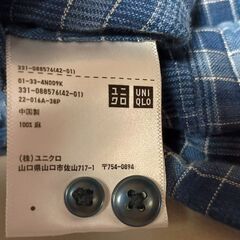 331-088576(42-01)
01-33-4N009K
331-088576(42-01)
22-016A-38P
中国製
100% 麻
(株)ユニクロ
山口県山口市佐山717-1 〒754-0894
ユニ
クロ
UNI
QLO